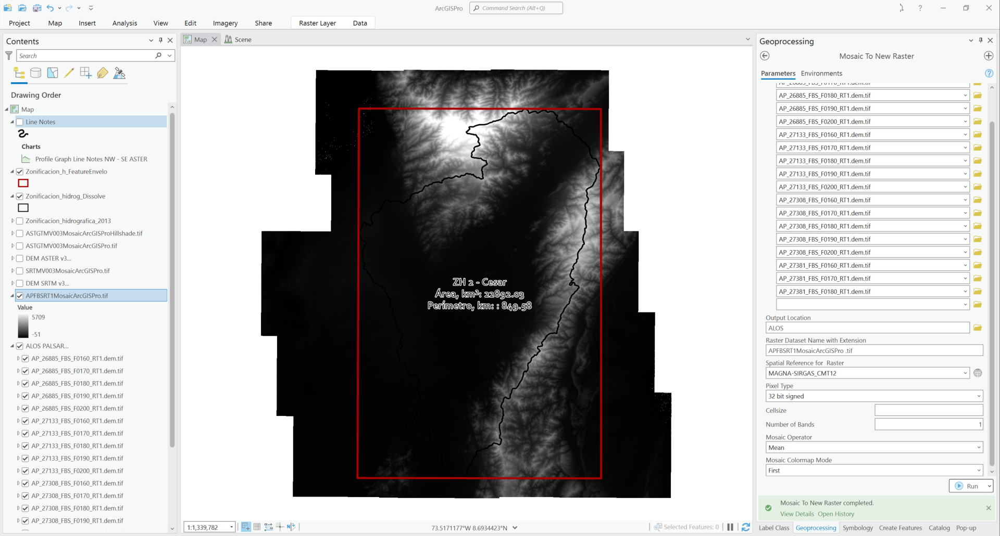 ArcGISPro
Command Search (Alt+Q)
Project
Map
Insert
Analysis
View
Edit
Imagery
Share
Raster Layer
Data
Contents
Search
Drawing Order
Map
Line Notes
Charts
Profile Graph Line Notes NW - SE ASTER
Zonificacion_h_FeatureEnvelo
Zonificacion_hidrog_Dissolve
Zonificacion_hidrografica_2013
ASTGTMV003MosaicArcGISProHillshade.tif
ASTGTMV003MosaicArcGISPro.tif
DEM ASTER v3...
SRTMV003MosaicArcGISPro.tif
DEM SRTM v3...
APFBSRT1MosaicArcGISPro.tif
Value
5709
-51
ALOS PALSAR...
AP_26885_FBS_F0160_RT1.dem.tif
AP_26885_FBS_F0170_RT1.dem.tif
AP_26885_FBS_F0180_RT1.dem.tif
AP_26885_FBS_F0190_RT1.dem.tif
AP_26885_FBS_F0200_RT1.dem.tif
AP_27133_FBS_F0160_RT1.dem.tif
AP_27133_FBS_F0170_RT1.dem.tif
AP_27133_FBS_F0180_RT1.dem.tif
AP_27133_FBS_F0190_RT1.dem.tif
AP_27133_FBS_F0200_RT1.dem.tif
AP_27308_FBS_F0160_RT1.dem.tif
AP_27308_FBS_F0170_RT1.dem.tif
AP_27308_FBS_F0180_RT1.dem.tif
AP_27308_FBS_F0190_RT1.dem.tif
Map
Scene
ZH 2 - Cesar
Área, km²: 22892.03
Perímetro, km: : 849.58
1:1,339,782
73.5171177°W 8.6934423°N
Selected Features: 0
Geoprocessing
Mosaic To New Raster
Parameters
Environments
AP_26885_FBS_F0170_RT1.dem.tif
AP_26885_FBS_F0180_RT1.dem.tif
AP_26885_FBS_F0190_RT1.dem.tif
AP_26885_FBS_F0200_RT1.dem.tif
AP_27133_FBS_F0160_RT1.dem.tif
AP_27133_FBS_F0170_RT1.dem.tif
AP_27133_FBS_F0180_RT1.dem.tif
AP_27133_FBS_F0190_RT1.dem.tif
AP_27133_FBS_F0200_RT1.dem.tif
AP_27308_FBS_F0160_RT1.dem.tif
AP_27308_FBS_F0170_RT1.dem.tif
AP_27308_FBS_F0180_RT1.dem.tif
AP_27308_FBS_F0190_RT1.dem.tif
AP_27308_FBS_F0200_RT1.dem.tif
AP_27381_FBS_F0160_RT1.dem.tif
AP_27381_FBS_F0170_RT1.dem.tif
AP_27381_FBS_F0180_RT1.dem.tif
Output Location
ALOS
Raster Dataset Name with Extension
APFBSRT1MosaicArcGISPro .tif
Spatial Reference for Raster
MAGNA-SIRGAS_CMT12
Pixel Type
32 bit signed
Cellsize
Number of Bands
1
Mosaic Operator
Mean
Mosaic Colormap Mode
First
Run
Mosaic To New Raster completed.
View Details Open History
Label Class
Geoprocessing
Symbology
Create Features
Catalog
Pop-up